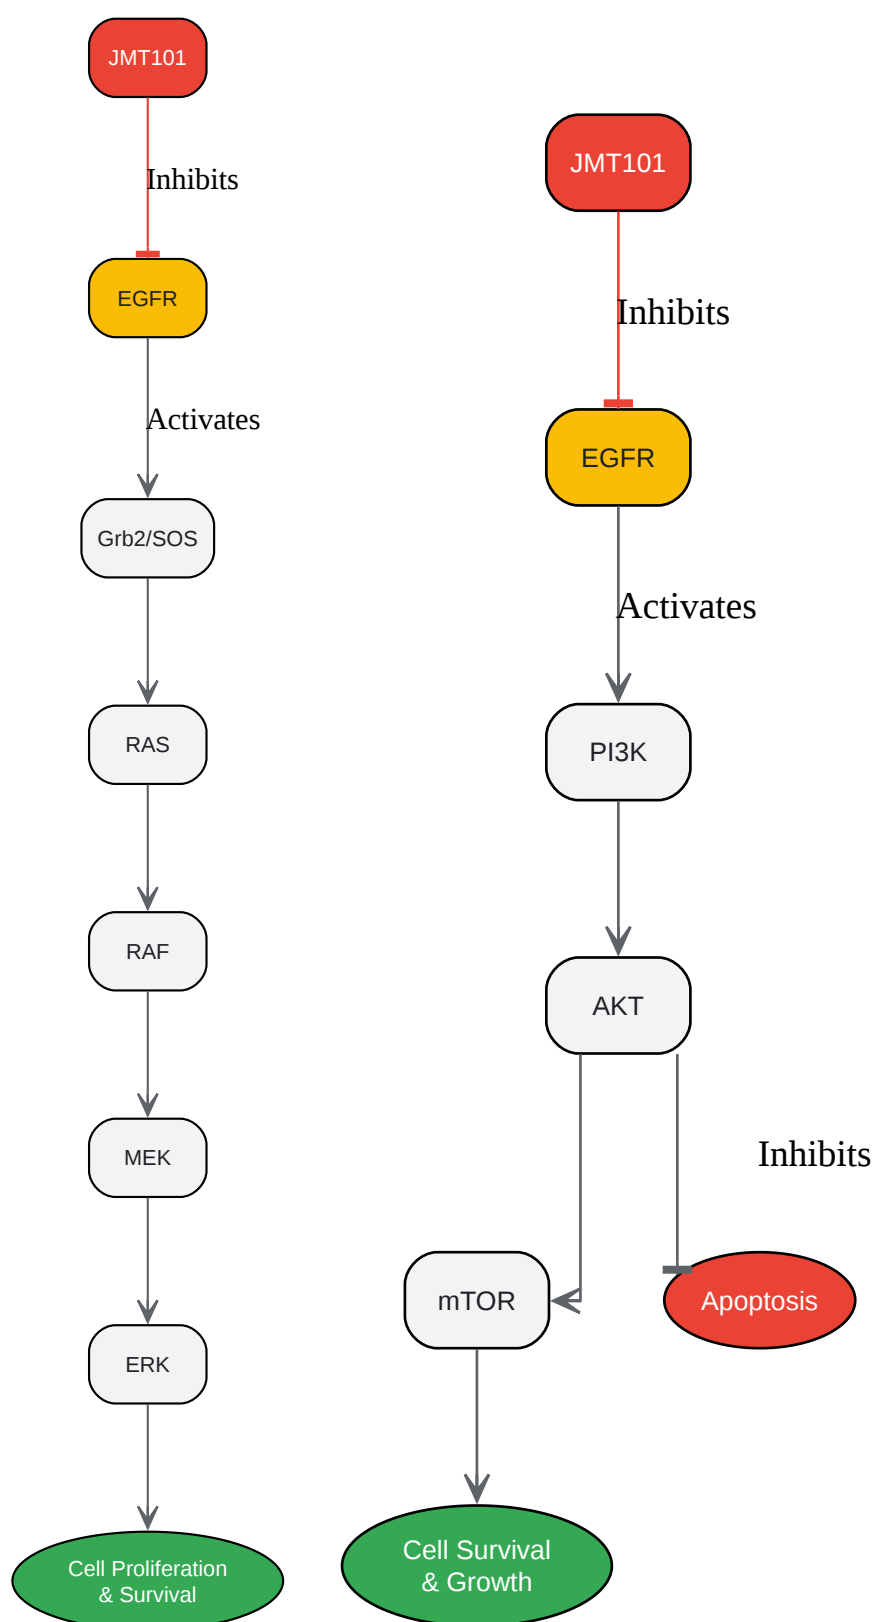 JMT101
Inhibits
EGFR
Activates
Grb2/SOS
RAS
RAF
MEK
ERK
Cell Proliferation
& Survival
JMT101
Inhibits
EGFR
Activates
PI3K
AKT
Inhibits
mTOR
Apoptosis
Cell Survival
& Growth